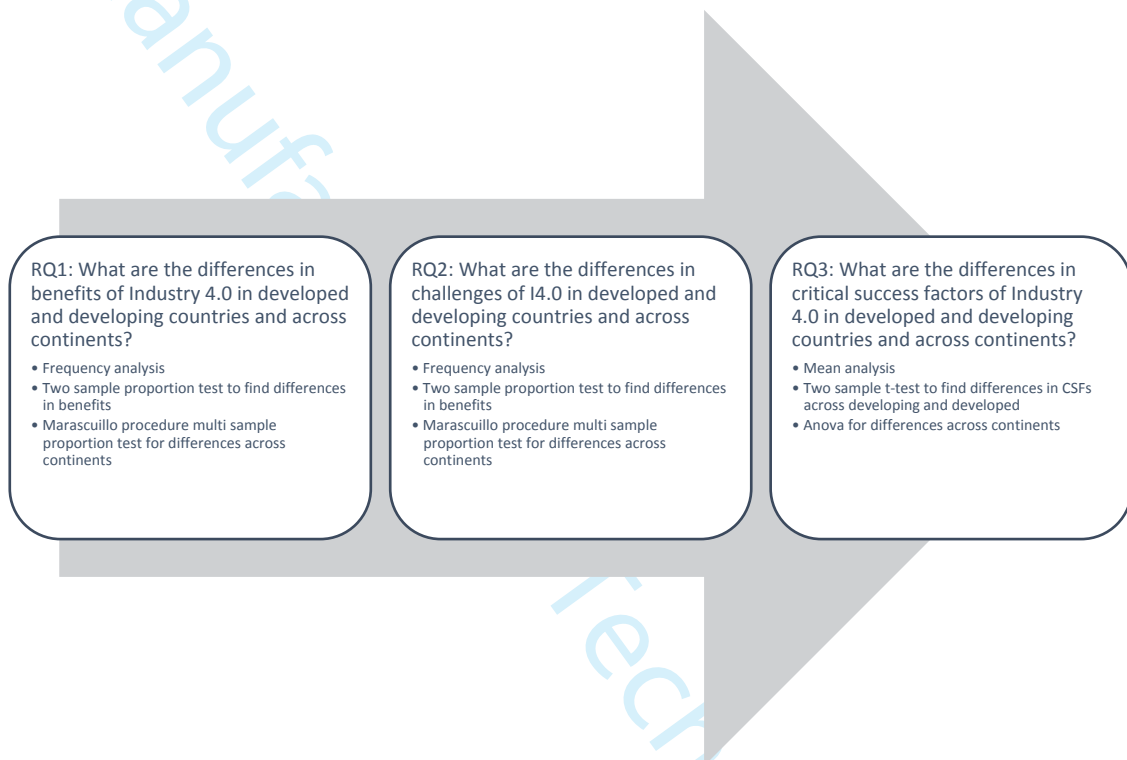 anufa
RQ1: What are the differences in
benefits of Industry 4.0 in developed
and developing countries and across
continents?
• Frequency analysis
• Two sample proportion test to find differences
in benefits
• Marascuillo procedure multi sample
proportion test for differences across
continents
RQ2: What are the differences in
challenges of I4.0 in developed and
developing countries and across
continents?
• Frequency analysis
• Two sample proportion test to find differences
in benefits
• Marascuillo procedure multi sample
proportion test for differences across
continents
RQ3: What are the differences in
critical success factors of Industry
4.0 in developed and developing
countries and across continents?
• Mean analysis
• Two sample t-test to find differences in CSFs
across developing and developed
• Anova for differences across continents
Tech